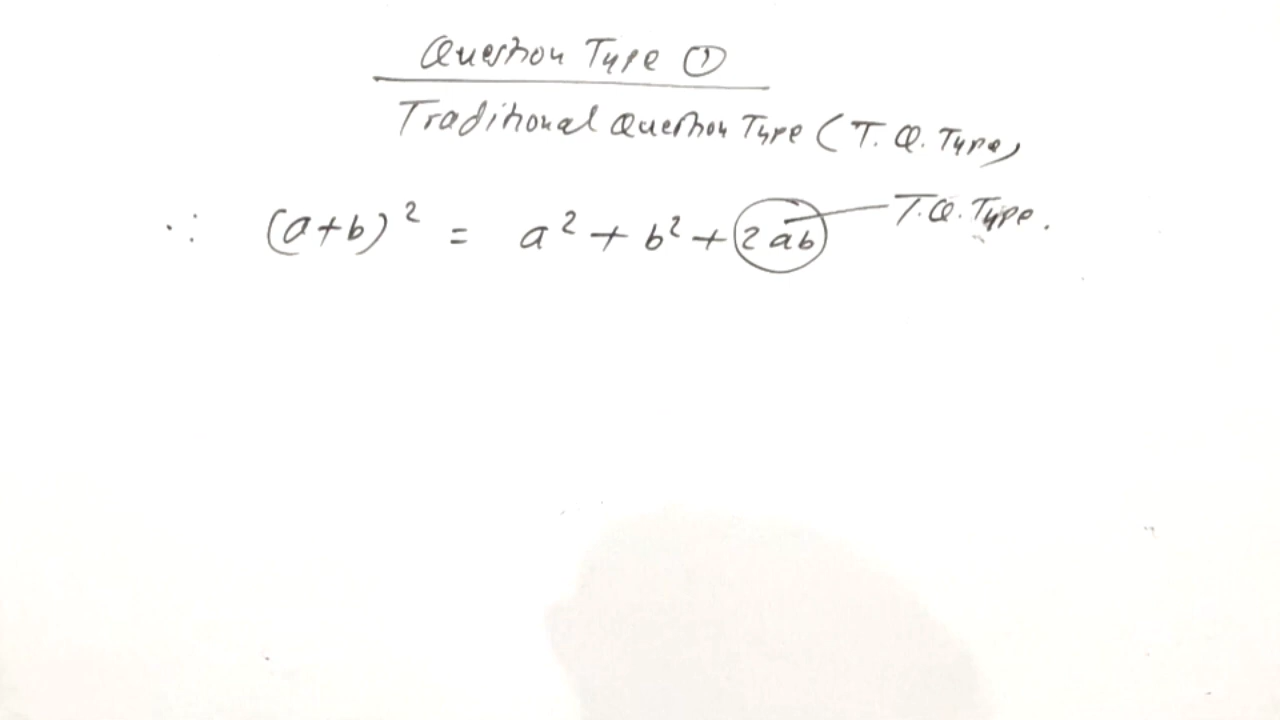 Question Type ①
Traditional Question Type (T. Q. Type)
∵ (a+b)² = a² + b² + 2ab T.Q. Type.